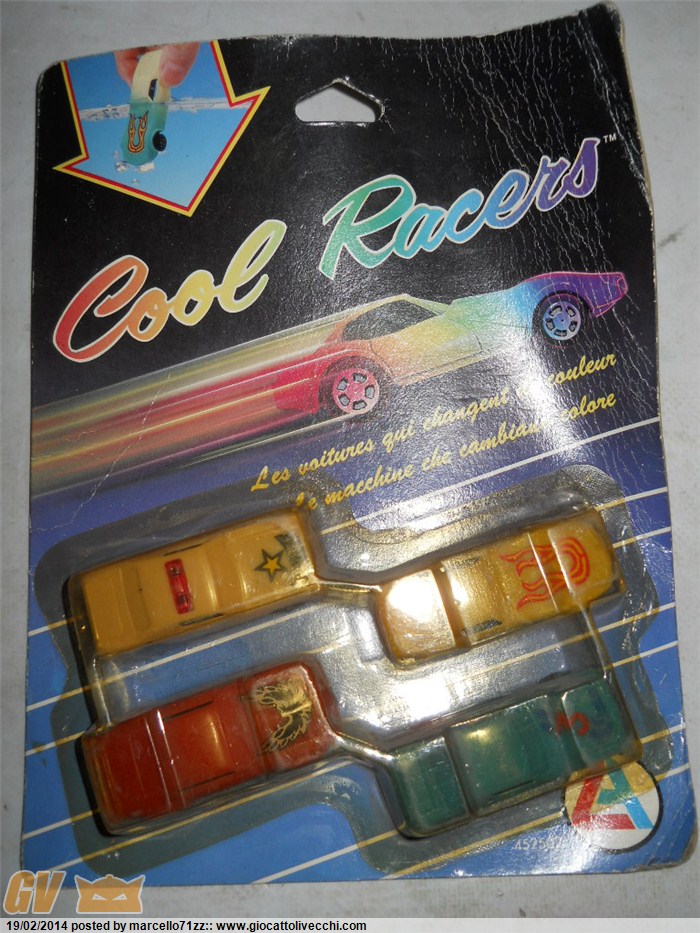 Cool Racers™
Les voitures qui changent couleur
le macchine che cambiano colore
GV
19/02/2014 posted by marcello71zz:: www.giocattolivecchi.com